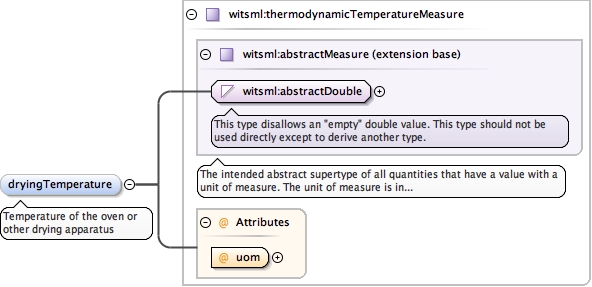 witsml:thermodynamicTemperatureMeasure
witsml:abstractMeasure (extension base)
witsml:abstractDouble
This type disallows an "empty" double value. This type should not be
used directly except to derive another type.
The intended abstract supertype of all quantities that have a value with a
unit of measure. The unit of measure is in...
dryingTemperature
Temperature of the oven or
other drying apparatus
@ Attributes
@ uom